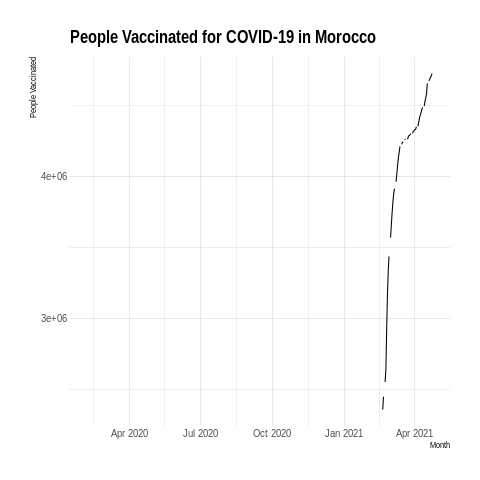 People Vaccinated for COVID-19 in Morocco
People Vaccinated
4e+06
3e+06
Apr 2020 Jul 2020 Oct 2020 Jan 2021 Apr 2021
Month